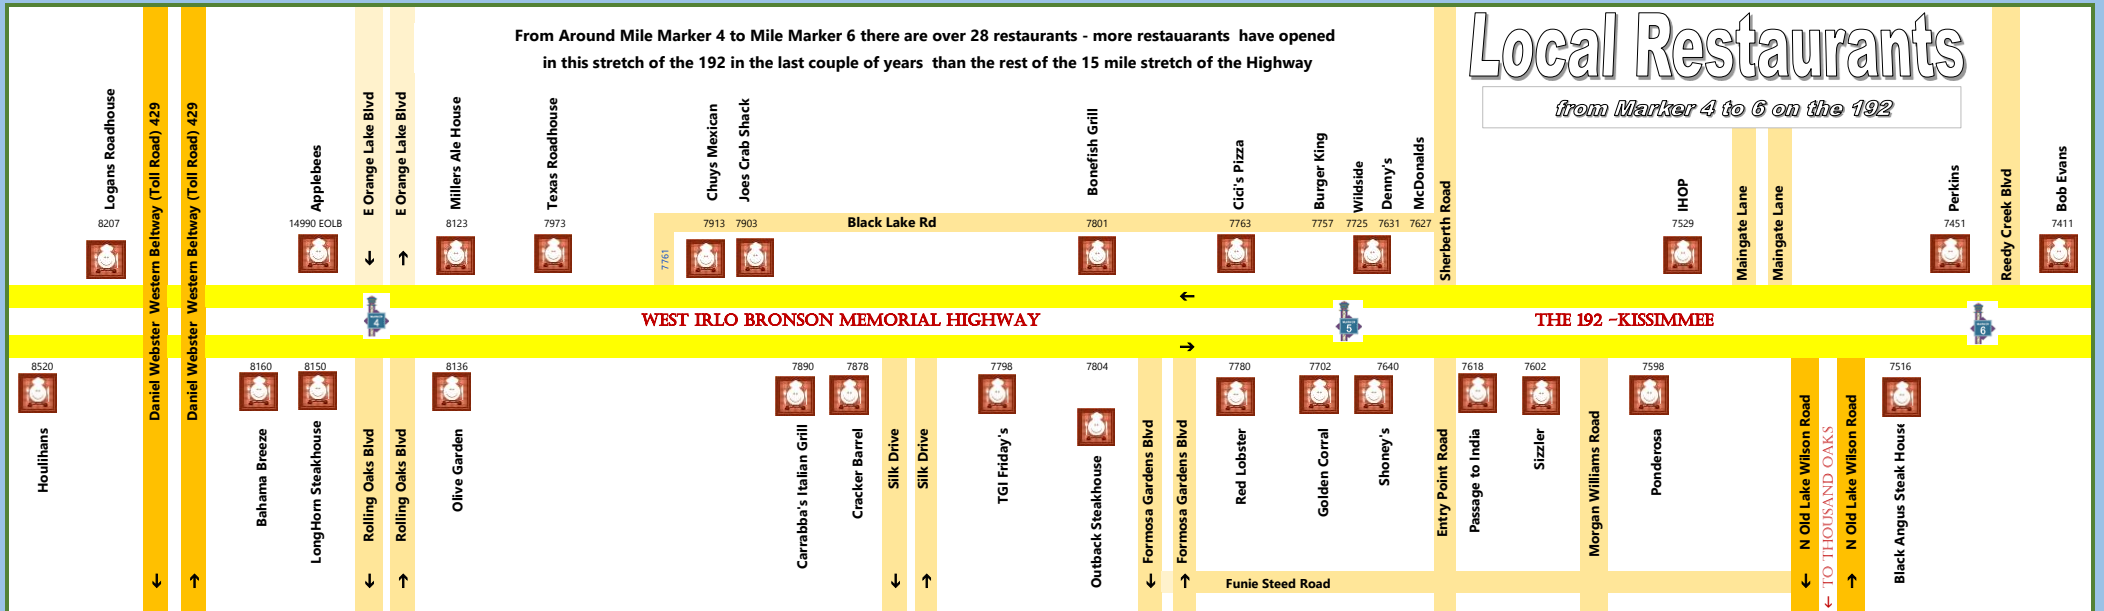 From Around Mile Marker 4 to Mile Marker 6 there are over 28 restaurants - more restauarants have opened
in this stretch of the 192 in the last couple of years than the rest of the 15 mile stretch of the Highway
Local Restaurants
from Marker 4 to 6 on the 192
Logans Roadhouse
8207
Daniel Webster Western Beltway (Toll Road) 429
Daniel Webster Western Beltway (Toll Road) 429
Applebees
14990 EOLB
E Orange Lake Blvd
E Orange Lake Blvd
Millers Ale House
8123
Texas Roadhouse
7973
7761
Chuys Mexican
7913
Joes Crab Shack
7903
Black Lake Rd
Bonefish Grill
7801
Cici's Pizza
7763
Burger King
7757
Wildside
7725
Denny's
7631
McDonalds
7627
Sherberth Road
IHOP
7529
Maingate Lane
Maingate Lane
Perkins
7451
Reedy Creek Blvd
Bob Evans
7411
←
4
WEST IRLO BRONSON MEMORIAL HIGHWAY
5
THE 192 ~KISSIMMEE
6
→
8520
Houlihans
8160
Bahama Breeze
8150
LongHorn Steakhouse
Rolling Oaks Blvd
Rolling Oaks Blvd
8136
Olive Garden
7890
Carrabba's Italian Grill
7878
Cracker Barrel
Silk Drive
Silk Drive
7798
TGI Friday's
7804
Outback Steakhouse
Formosa Gardens Blvd
Formosa Gardens Blvd
7780
Red Lobster
7702
Golden Corral
7640
Shoney's
Entry Point Road
7618
Passage to India
7602
Sizzler
Morgan Williams Road
7598
Ponderosa
N Old Lake Wilson Road
← TO THOUSAND OAKS
N Old Lake Wilson Road
7516
Black Angus Steak House
Funie Steed Road